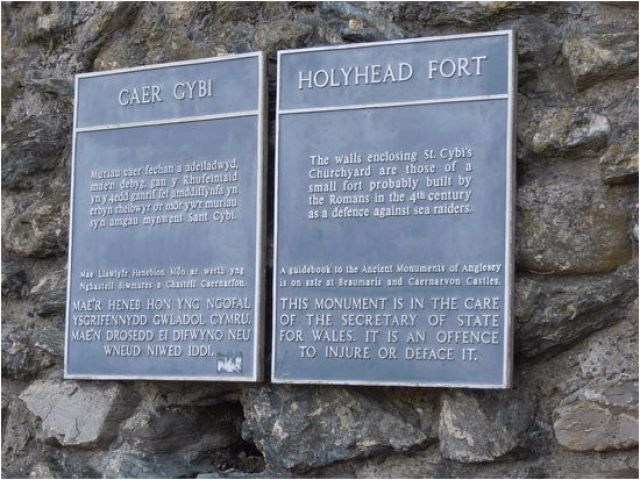 CAER GYBI
Muriau caer fechan a adeiladwyd,
mae'n debyg, gan y Rhufeiniaid
yn y 4edd ganrif fel amddiffynfa yn
erbyn rheibwyr o'r môr yw'r muriau
sy'n amgau mynwent Sant Cybi.
Mae Llawlyfr Henebion Môn ar werth yng
Nghastell Biwmares a Chastell Caernarfon.
MAE'R HENEB HON YNG NGOFAL
YSGRIFENNYDD GWLADOL CYMRU.
MAE'N DROSEDD EI DIFWYNO NEU
WNEUD NIWED IDDI.
HOLYHEAD FORT
The walls enclosing St. Cybi's
Churchyard are those of a
small fort probably built by
the Romans in the 4th century
as a defence against sea raiders.
A guidebook to the Ancient Monuments of Anglesey
is on sale at Beaumaris and Caernarvon Castles.
THIS MONUMENT IS IN THE CARE
OF THE SECRETARY OF STATE
FOR WALES. IT IS AN OFFENCE
TO INJURE OR DEFACE IT.